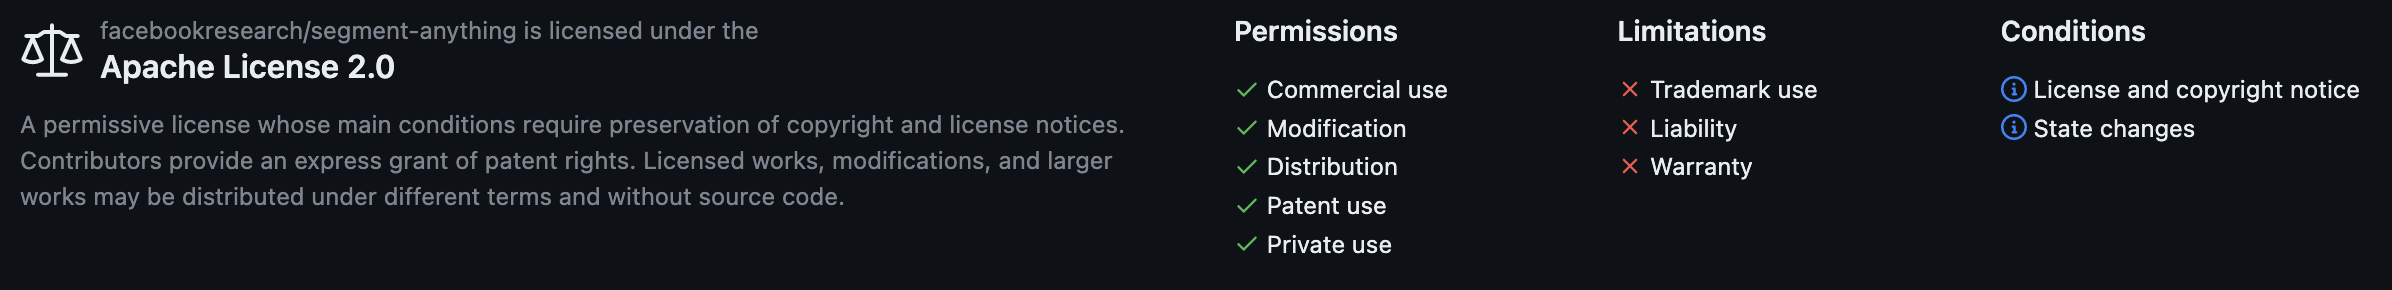 facebookresearch/segment-anything is licensed under the
Apache License 2.0
A permissive license whose main conditions require preservation of copyright and license notices.
Contributors provide an express grant of patent rights. Licensed works, modifications, and larger
works may be distributed under different terms and without source code.
Permissions
Commercial use
Modification
Distribution
Patent use
Private use
Limitations
Trademark use
Liability
Warranty
Conditions
License and copyright notice
State changes